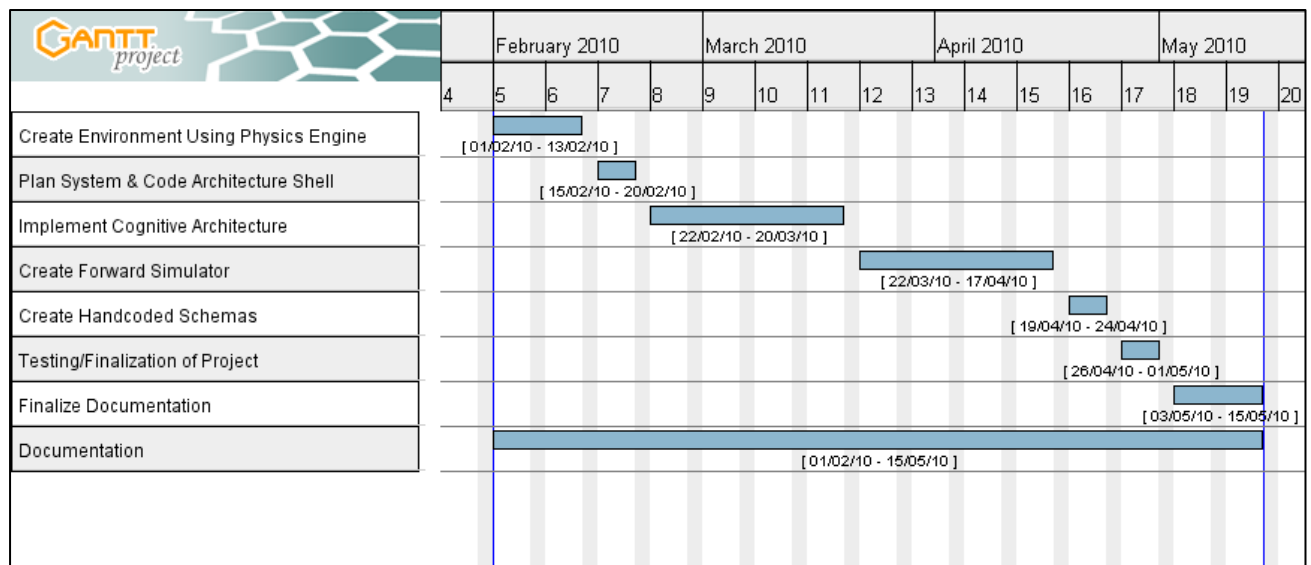 GANTT
project
February 2010 March 2010 April 2010 May 2010
4 5 6 7 8 9 10 11 12 13 14 15 16 17 18 19 20
Create Environment Using Physics Engine
[ 01/02/10 - 13/02/10 ]
Plan System & Code Architecture Shell
[ 15/02/10 - 20/02/10 ]
Implement Cognitive Architecture
[ 22/02/10 - 20/03/10 ]
Create Forward Simulator
[ 22/03/10 - 17/04/10 ]
Create Handcoded Schemas
[ 19/04/10 - 24/04/10 ]
Testing/Finalization of Project
[ 26/04/10 - 01/05/10 ]
Finalize Documentation
[ 03/05/10 - 15/05/10 ]
Documentation
[ 01/02/10 - 15/05/10 ]